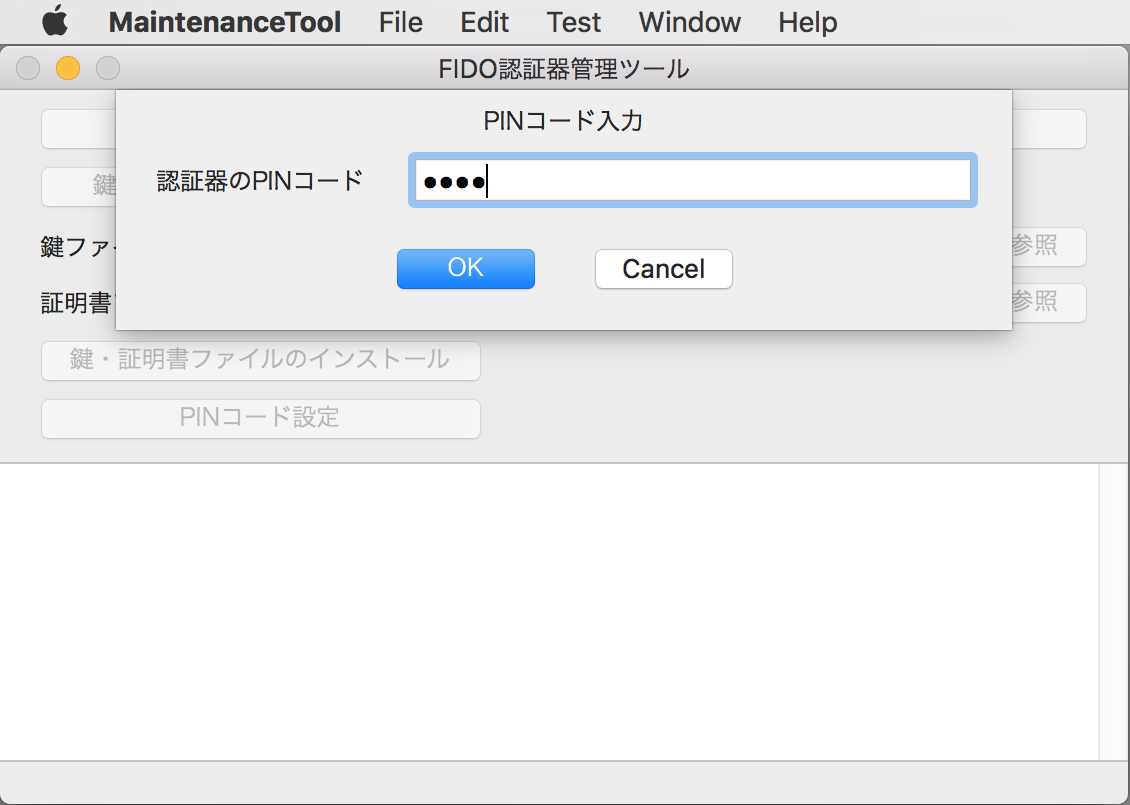 MaintenanceTool File Edit Test Window Help
FIDO認証器管理ツール
PINコード入力
認証器のPINコード ••••
OK Cancel
鍵
鍵ファイ
参照
証明書
参照
鍵・証明書ファイルのインストール
PINコード設定